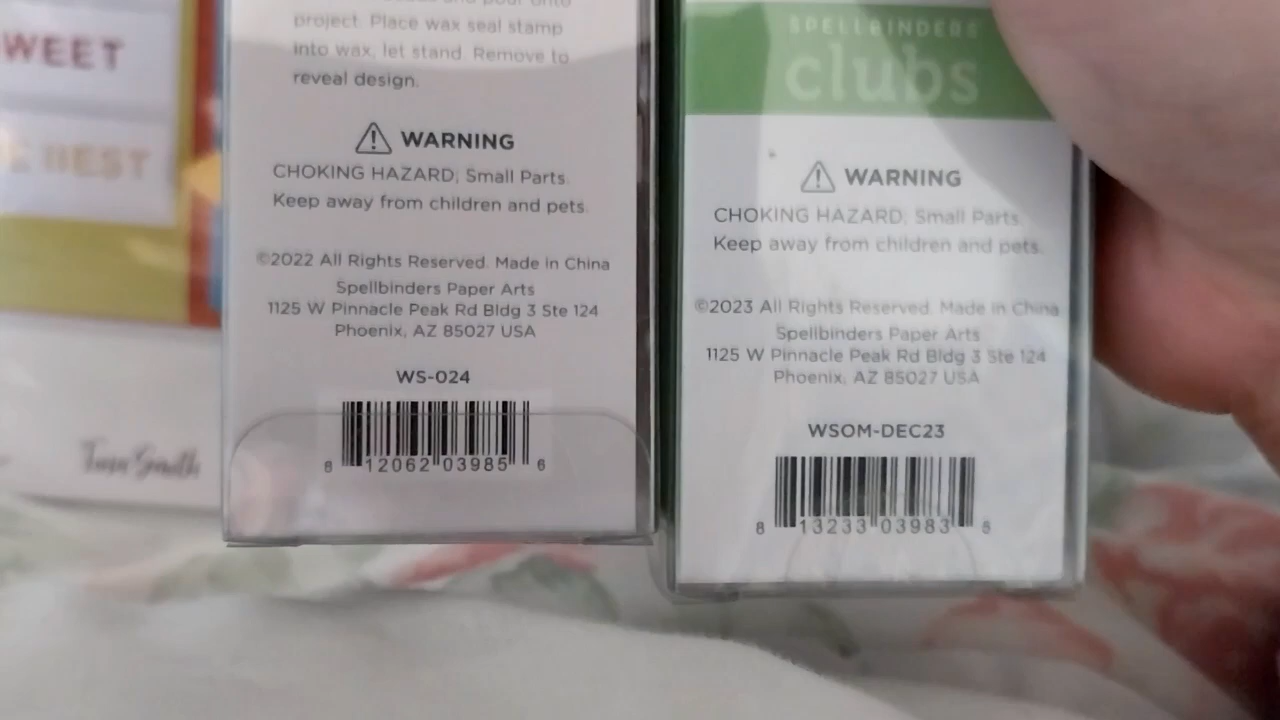 WEET
BEST
Tim Smith
project. Place wax seal stamp
into wax, let stand. Remove to
reveal design.
WARNING
CHOKING HAZARD; Small Parts.
Keep away from children and pets.
©2022 All Rights Reserved. Made in China
Spellbinders Paper Arts
1125 W Pinnacle Peak Rd Bldg 3 Ste 124
Phoenix, AZ 85027 USA
WS-024
8 12062 03985 6
SPELLBINDERS
clubs
WARNING
CHOKING HAZARD; Small Parts.
Keep away from children and pets.
©2023 All Rights Reserved. Made in China
Spellbinders Paper Arts
1125 W Pinnacle Peak Rd Bldg 3 Ste 124
Phoenix, AZ 85027 USA
WSOM-DEC23
8 13233 03983 6